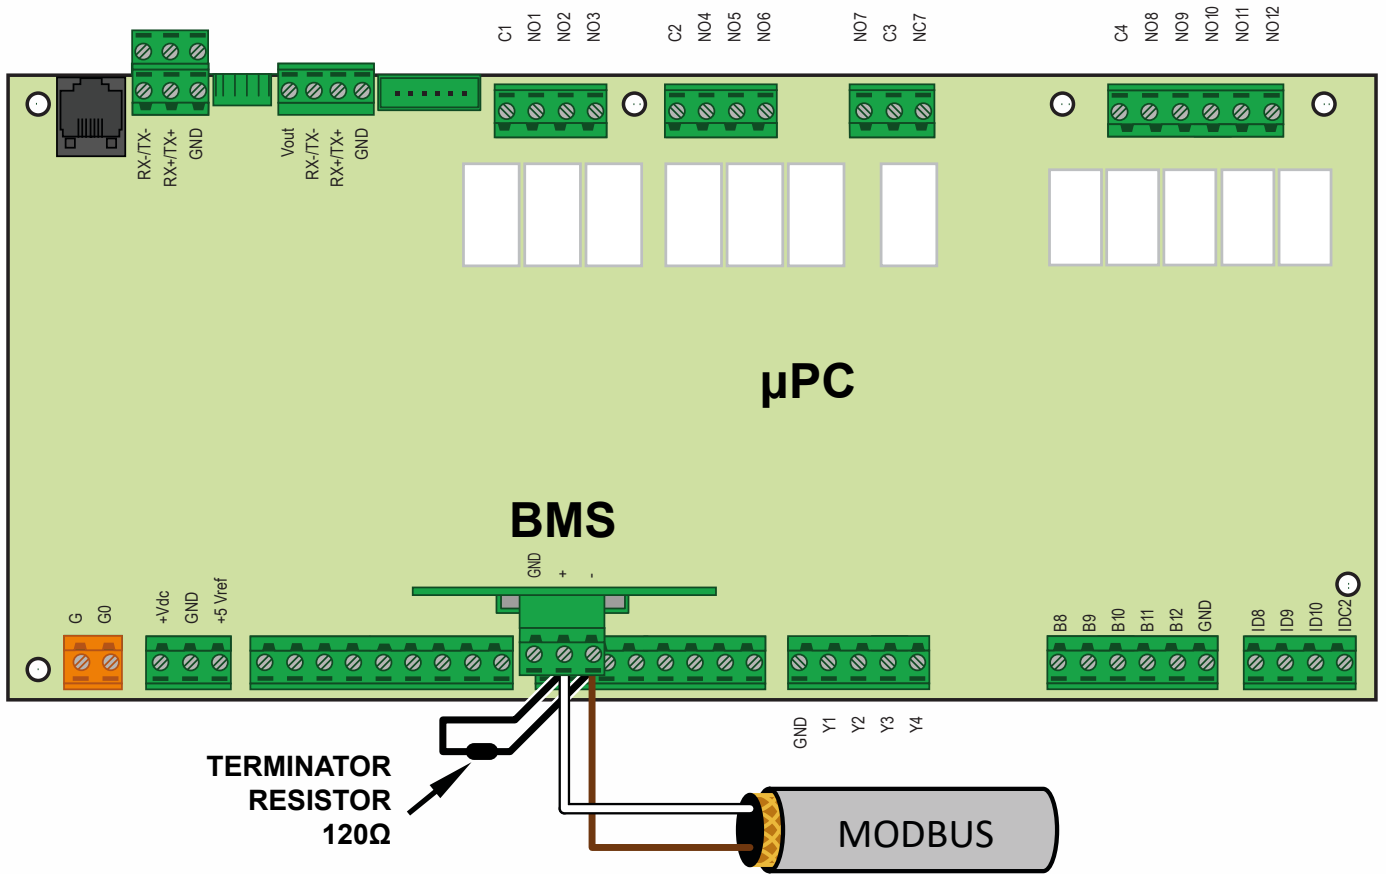 C1
NO1
NO2
NO3
C2
NO4
NO5
NO6
NO7
C3
NC7
C4
NO8
NO9
NO10
NO11
NO12
RX-/TX-
RX+/TX+
GND
Vout
RX-/TX-
RX+/TX+
GND
µPC
BMS
GND
+
-
G
G0
+Vdc
GND
+5 Vref
B8
B9
B10
B11
B12
GND
ID8
ID9
ID10
IDC2
GND
Y1
Y2
Y3
Y4
TERMINATOR
RESISTOR
120Ω
MODBUS